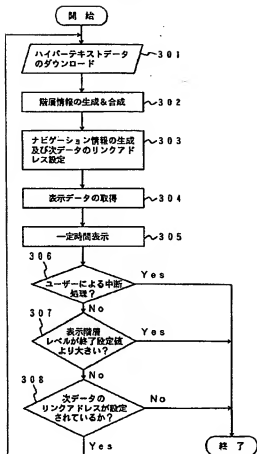 開 始
ハイパーテキストデータ
のダウンロード
301
階層情報の生成&合成
302
ナビゲーション情報の生成
及び次データのリンクアド
レス設定
303
表示データの取得
304
一定時間表示
305
306
ユーザーによる中断
処理?
Yes
No
307
表示階層
レベルが終了設定値
より大きい?
Yes
No
308
次データの
リンクアドレスが設定
されているか?
No
Yes
終 了